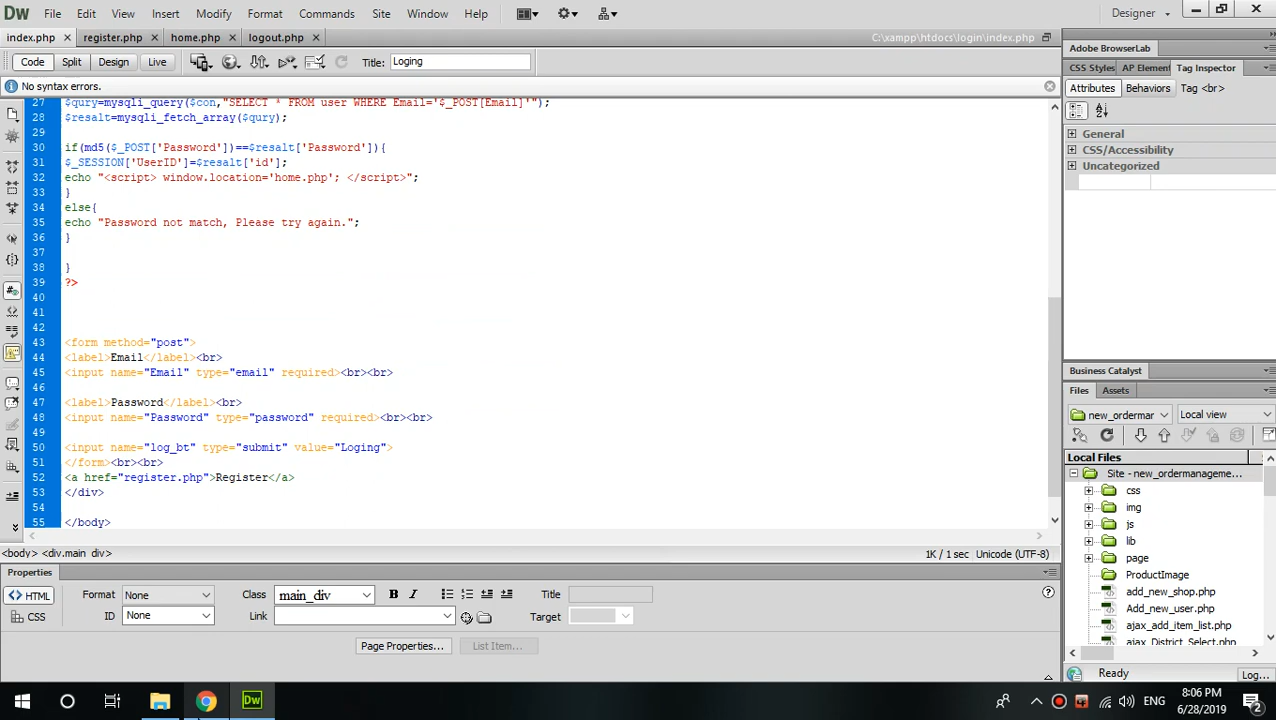 Dw File Edit View Insert Modify Format Commands Site Window Help Designer
index.php register.php home.php logout.php C:\xampp\htdocs\login\index.php
Code Split Design Live Title: Loging
No syntax errors.
27 $qury=mysqli_query($con,"SELECT * FROM user WHERE Email='$_POST[Email]'");
28 $resalt=mysqli_fetch_array($qury);
29
30 if(md5($_POST['Password'])==$resalt['Password']){
31 $_SESSION['UserID']=$resalt['id'];
32 echo "<script> window.location='home.php'; </script>";
33 }
34 else{
35 echo "Password not match, Please try again.";
36 }
37
38 }
39 ?>
40
41
42
43 <form method="post">
44 <label>Email</label><br>
45 <input name="Email" type="email" required><br><br>
46
47 <label>Password</label><br>
48 <input name="Password" type="password" required><br><br>
49
50 <input name="log_bt" type="submit" value="Loging">
51 </form><br><br>
52 <a href="register.php">Register</a>
53 </div>
54
55 </body>
<body> <div.main_div> 1K / 1 sec Unicode (UTF-8)
Properties
<> HTML Format None Class main_div B I Title
CSS ID None Link Target
Page Properties... List Item...
Adobe BrowserLab
CSS Styles AP Elemen Tag Inspector
Attributes Behaviors Tag <br>
General
CSS/Accessibility
Uncategorized
Business Catalyst
Files Assets
new_ordermar Local view
Local Files
Site - new_ordermanageme...
css
img
js
lib
page
ProductImage
add_new_shop.php
Add_new_user.php
ajax_add_item_list.php
ajax_District_Select.php
Ready Log...
Dw ENG 8:06 PM
6/28/2019 2